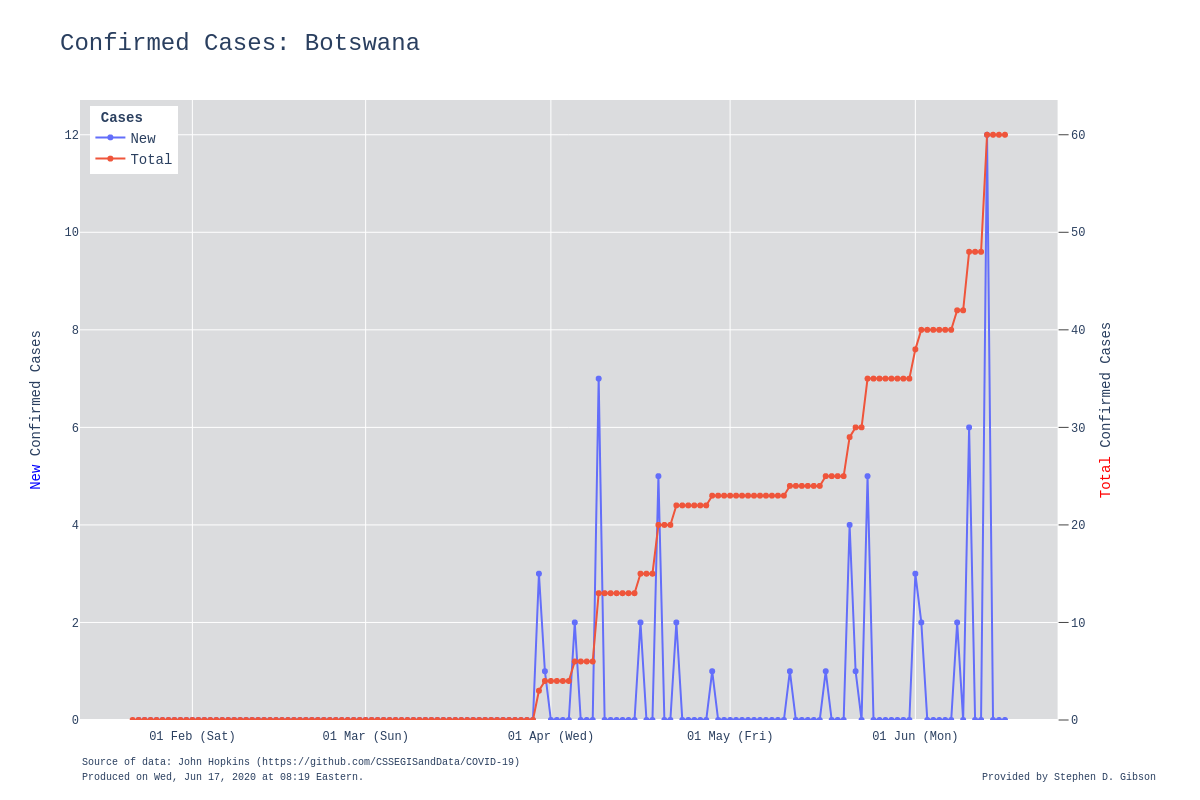 Confirmed Cases: Botswana
Cases
New
Total
12
10
8
6
4
2
0
60
50
40
30
20
10
0
New Confirmed Cases
Total Confirmed Cases
01 Feb (Sat) 01 Mar (Sun) 01 Apr (Wed) 01 May (Fri) 01 Jun (Mon)
Source of data: John Hopkins (https://github.com/CSSEGISandData/COVID-19)
Produced on Wed, Jun 17, 2020 at 08:19 Eastern.
Provided by Stephen D. Gibson